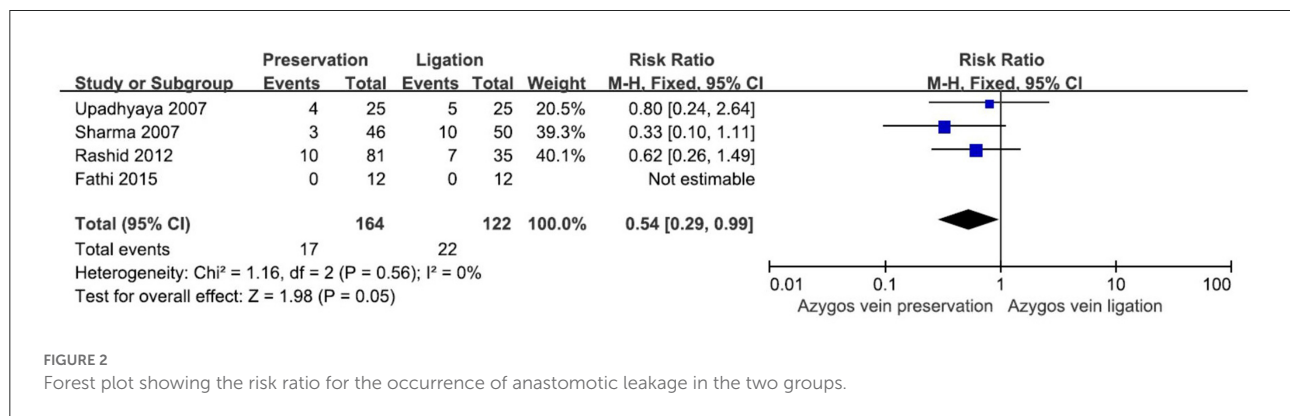 Preservation Ligation Risk Ratio Risk Ratio
Study or Subgroup Events Total Events Total Weight M-H, Fixed, 95% CI M-H, Fixed, 95% CI
Upadhyaya 2007 4 25 5 25 20.5% 0.80 [0.24, 2.64]
Sharma 2007 3 46 10 50 39.3% 0.33 [0.10, 1.11]
Rashid 2012 10 81 7 35 40.1% 0.62 [0.26, 1.49]
Fathi 2015 0 12 0 12 Not estimable
Total (95% CI) 164 122 100.0% 0.54 [0.29, 0.99]
Total events 17 22
Heterogeneity: Chi² = 1.16, df = 2 (P = 0.56); I² = 0%
Test for overall effect: Z = 1.98 (P = 0.05)
0.01 0.1 1 10 100
Azygos vein preservation Azygos vein ligation
FIGURE 2
Forest plot showing the risk ratio for the occurrence of anastomotic leakage in the two groups.